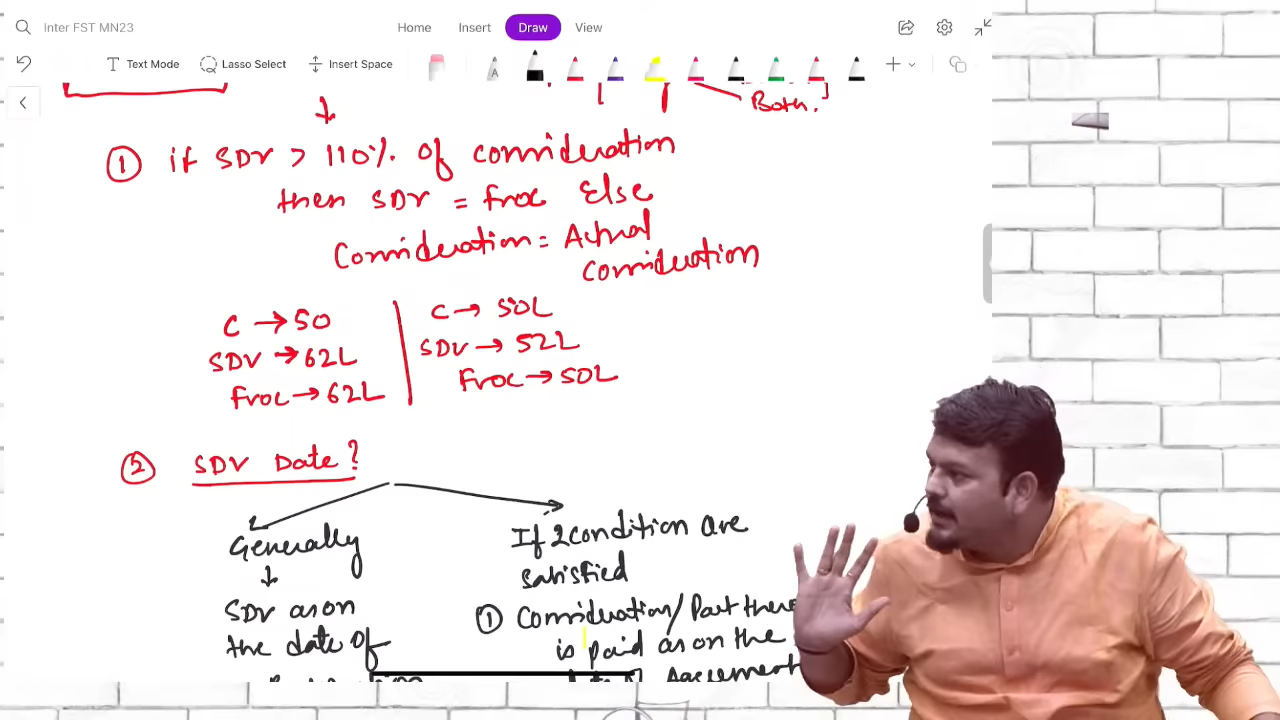 Inter FST MN23
Home
Insert
Draw
View
Text Mode
Lasso Select
Insert Space
Both.
① if SDV > 110% of consideration
then SDV = Fvoc Else
Consideration = Actual
consideration
C → 50
SDV → 62L
Fvoc → 62L
C → 50L
SDV → 52L
Fvoc → 50L
② SDV Date?
Generally
SDV as on
the date of
If 2 condition are
satisfied
① Consideration/Part there
is paid as on the
Agreement